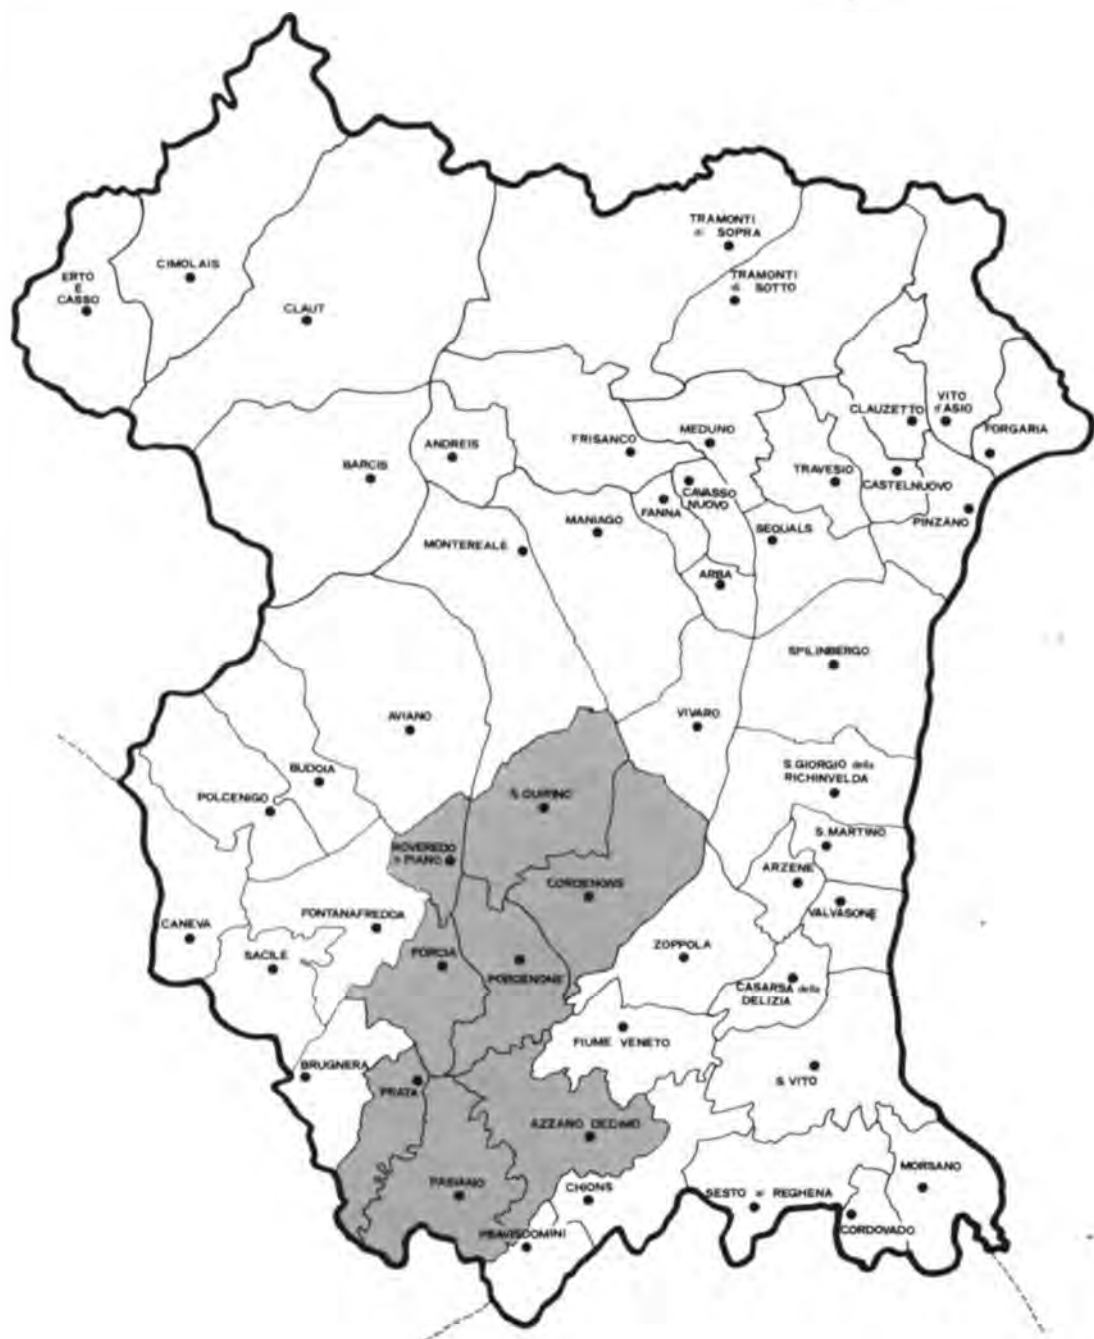 TRAMONTI
di SOPRA
TRAMONTI
di SOTTO
CIMOLAIS
ERTO
E
CASSO
CLAUT
CLAUZETTO
VITO
d'ASIO
FORGARIA
MEDUNO
FRISANCO
ANDREIS
BARCIS
TRAVESIO
CASTELNUOVO
PINZANO
CAVASSO
NUOVO
FANNA
MANIAGO
SEQUALS
MONTEREALE
ARBA
SPILINBERGO
AVIANO
VIVARO
S. GIORGIO della
RICHINVELDA
BUDOIA
POLCENIGO
S. QUIRINO
S. MARTINO
ROVEREDO
in PIANO
ARZENE
CORDENONS
VALVASONE
FONTANAFREDDA
CANEVA
SACILE
PORCIA
PORDENONE
ZOPPOLA
CASARSA della
DELIZIA
FIUME VENETO
BRUGNERA
PRATA
S. VITO
AZZANO DECIMO
PASIANO
CHIONS
SESTO al REGHENA
MORSANO
CORDOVADO
PRAVISDOMINI